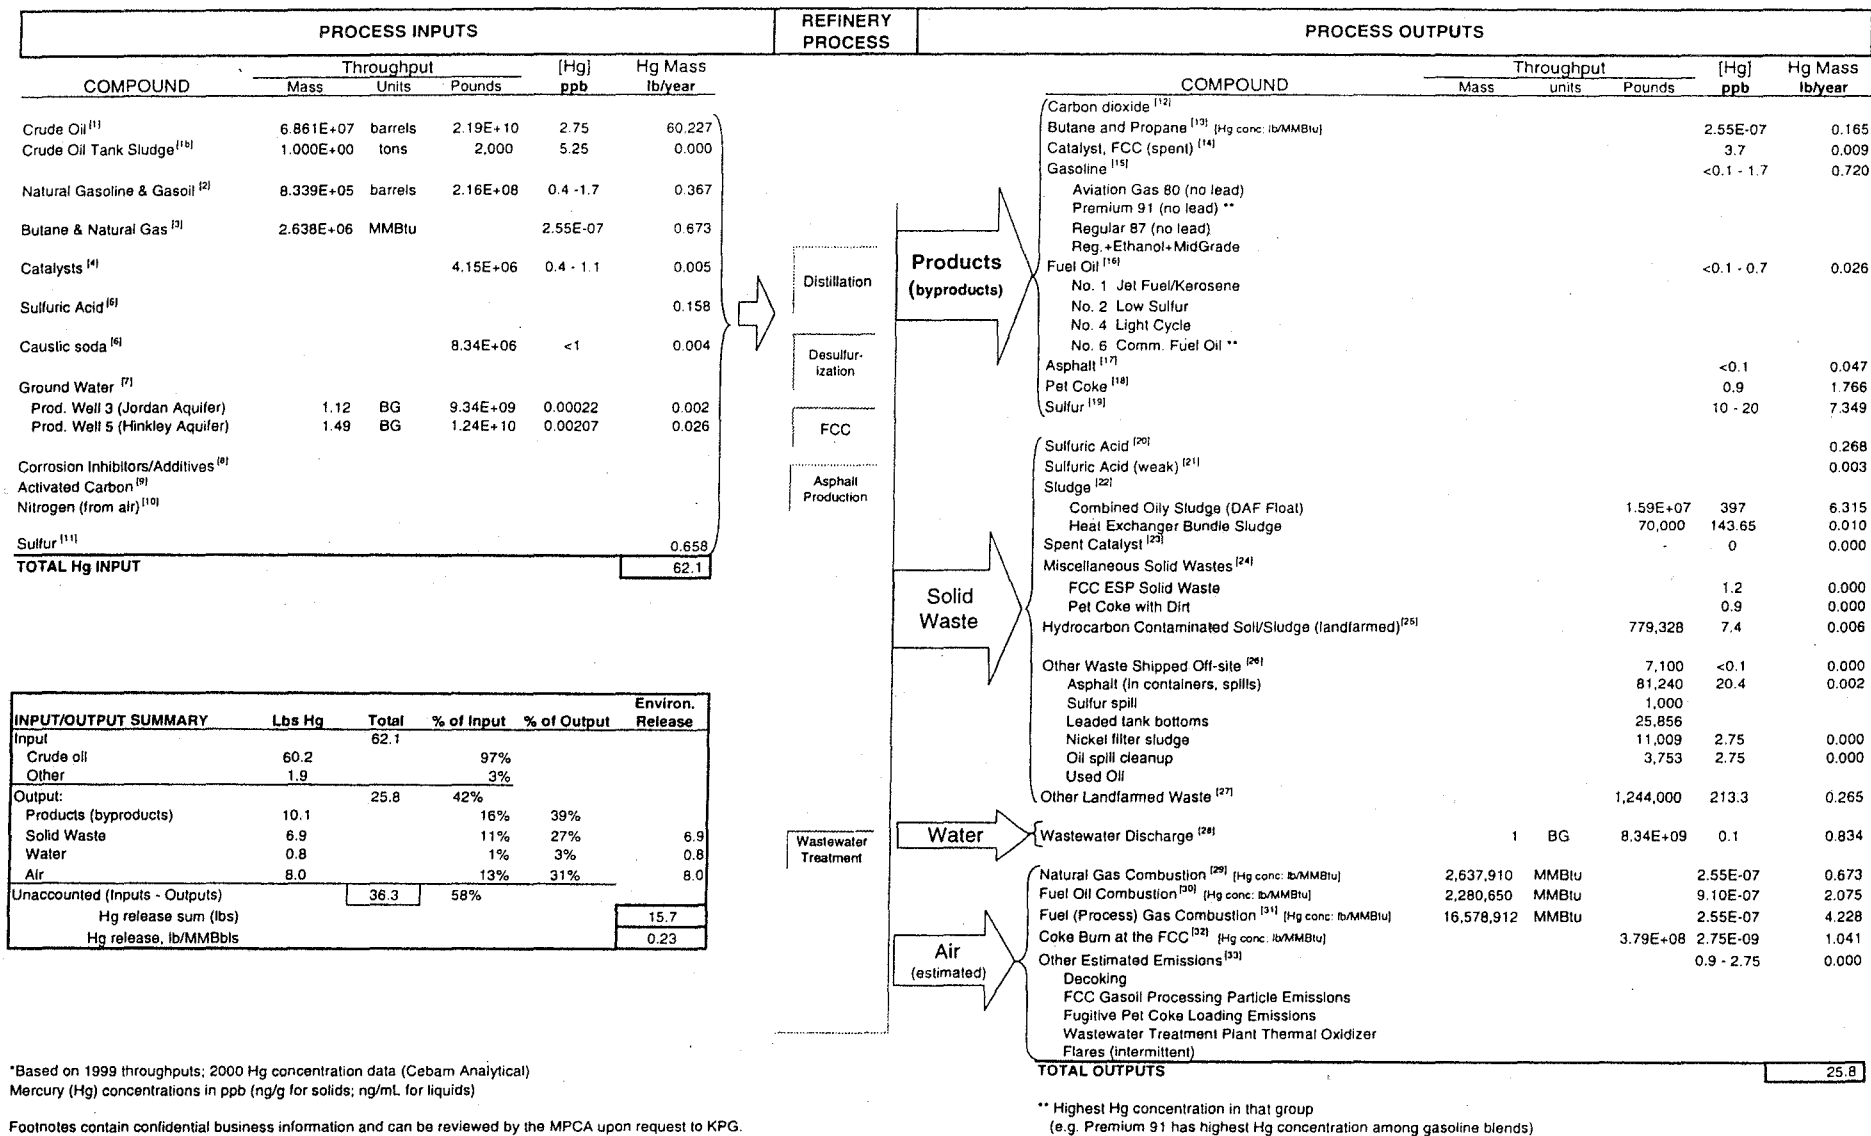 PROCESS INPUTS
REFINERY PROCESS
PROCESS OUTPUTS
Throughput [Hg] Hg Mass
COMPOUND Mass Units Pounds ppb lb/year
Crude Oil [1] 6.861E+07 barrels 2.19E+10 2.75 60.227
Crude Oil Tank Sludge [1b] 1.000E+00 tons 2,000 5.25 0.000
Natural Gasoline & Gasoil [2] 8.339E+05 barrels 2.16E+08 0.4 -1.7 0.367
Butane & Natural Gas [3] 2.638E+06 MMBtu 2.55E-07 0.673
Catalysts [4] 4.15E+06 0.4 - 1.1 0.005
Sulfuric Acid [5] 0.158
Caustic soda [6] 8.34E+06 <1 0.004
Ground Water [7]
Prod. Well 3 (Jordan Aquifer) 1.12 BG 9.34E+09 0.00022 0.002
Prod. Well 5 (Hinkley Aquifer) 1.49 BG 1.24E+10 0.00207 0.026
Corrosion Inhibitors/Additives [8]
Activated Carbon [9]
Nitrogen (from air) [10]
Sulfur [11] 0.658
TOTAL Hg INPUT 62.1
Distillation
Desulfur-
ization
FCC
Asphalt
Production
Wastewater
Treatment
Products
(byproducts)
Solid
Waste
Water
Air
(estimated)
Throughput [Hg] Hg Mass
COMPOUND Mass units Pounds ppb lb/year
Carbon dioxide [12]
Butane and Propane [13] [Hg conc: lb/MMBtu] 2.55E-07 0.165
Catalyst, FCC (spent) [14] 3.7 0.009
Gasoline [15] <0.1 - 1.7 0.720
Aviation Gas 80 (no lead)
Premium 91 (no lead) **
Regular 87 (no lead)
Reg.+Ethanol+MidGrade
Fuel Oil [16] <0.1 - 0.7 0.026
No. 1 Jet Fuel/Kerosene
No. 2 Low Sulfur
No. 4 Light Cycle
No. 6 Comm. Fuel Oil **
Asphalt [17] <0.1 0.047
Pet Coke [18] 0.9 1.766
Sulfur [19] 10 - 20 7.349
Sulfuric Acid [20] 0.268
Sulfuric Acid (weak) [21] 0.003
Sludge [22]
Combined Oily Sludge (DAF Float) 1.59E+07 397 6.315
Heat Exchanger Bundle Sludge 70,000 143.65 0.010
Spent Catalyst [23] - 0 0.000
Miscellaneous Solid Wastes [24]
FCC ESP Solid Waste 1.2 0.000
Pet Coke with Dirt 0.9 0.000
Hydrocarbon Contaminated Soil/Sludge (landfarmed) [25] 779,328 7.4 0.006
Other Waste Shipped Off-site [26] 7,100 <0.1 0.000
Asphalt (in containers, spills) 81,240 20.4 0.002
Sulfur spill 1,000
Leaded tank bottoms 25,856
Nickel filter sludge 11,009 2.75 0.000
Oil spill cleanup 3,753 2.75 0.000
Used Oil
Other Landfarmed Waste [27] 1,244,000 213.3 0.265
Wastewater Discharge [28] 1 BG 8.34E+09 0.1 0.834
Natural Gas Combustion [29] [Hg conc: lb/MMBtu] 2,637,910 MMBtu 2.55E-07 0.673
Fuel Oil Combustion [30] [Hg conc: lb/MMBtu] 2,280,650 MMBtu 9.10E-07 2.075
Fuel (Process) Gas Combustion [31] [Hg conc: lb/MMBtu] 16,578,912 MMBtu 2.55E-07 4.228
Coke Burn at the FCC [32] [Hg conc: lb/MMBtu] 3.79E+08 2.75E-09 1.041
Other Estimated Emissions [33] 0.9 - 2.75 0.000
Decoking
FCC Gasoil Processing Particle Emissions
Fugitive Pet Coke Loading Emissions
Wastewater Treatment Plant Thermal Oxidizer
Flares (intermittent)
TOTAL OUTPUTS 25.8
INPUT/OUTPUT SUMMARY Lbs Hg Total % of Input % of Output Environ. Release
Input 62.1
Crude oil 60.2 97%
Other 1.9 3%
Output: 25.8 42%
Products (byproducts) 10.1 16% 39%
Solid Waste 6.9 11% 27% 6.9
Water 0.8 1% 3% 0.8
Air 8.0 13% 31% 8.0
Unaccounted (Inputs - Outputs) 36.3 58%
Hg release sum (lbs) 15.7
Hg release, lb/MMBbls 0.23
*Based on 1999 throughputs; 2000 Hg concentration data (Cebam Analytical)
Mercury (Hg) concentrations in ppb (ng/g for solids; ng/mL for liquids)
Footnotes contain confidential business information and can be reviewed by the MPCA upon request to KPG.
** Highest Hg concentration in that group
(e.g. Premium 91 has highest Hg concentration among gasoline blends)